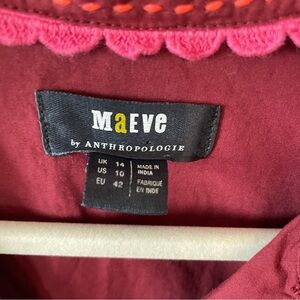 MaEVe
by ANTHROPOLOGIE
UK 14
US 10
EU 42
MADE IN
INDIA
FABRIQUÉ
EN INDE